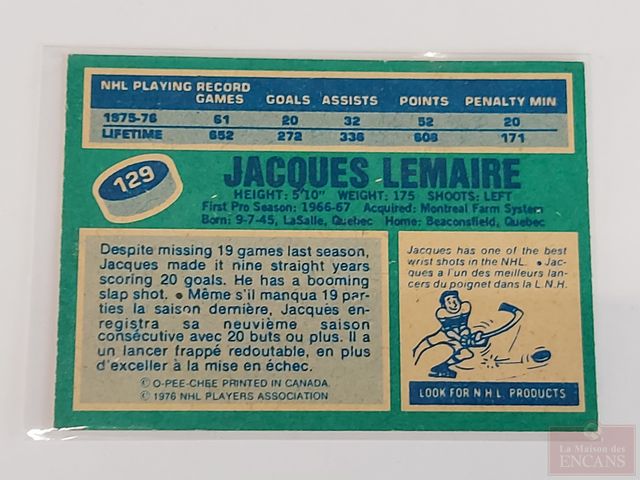 NHL PLAYING RECORD
GAMES GOALS ASSISTS POINTS PENALTY MIN
1975-76 61 20 32 52 20
LIFETIME 652 272 336 608 171
129
JACQUES LEMAIRE
HEIGHT: 5'10" WEIGHT: 175 SHOOTS: LEFT
First Pro Season: 1966-67 Acquired: Montreal Farm System
Born: 9-7-45, LaSalle, Quebec Home: Beaconsfield, Quebec
Despite missing 19 games last season,
Jacques made it nine straight years
scoring 20 goals. He has a booming
slap shot. • Même s'il manqua 19 par-
ties la saison dernière, Jacques en-
registra sa neuvième saison
consécutive avec 20 buts ou plus. Il a
un lancer frappé redoutable, en plus
d'exceller à la mise en échec.
© O-PEE-CHEE PRINTED IN CANADA.
© 1976 NHL PLAYERS ASSOCIATION
Jacques has one of the best
wrist shots in the NHL. • Jac-
ques a l'un des meilleurs lan-
cers du poignet dans la L.N.H.
LOOK FOR N H L PRODUCTS
La Maison des
ENCANS